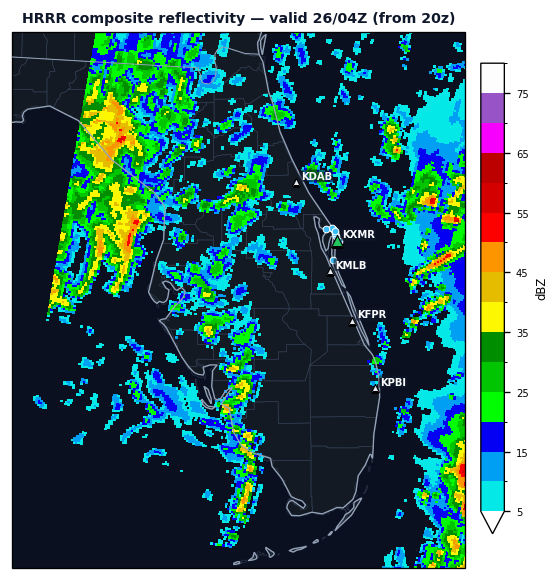 HRRR composite reflectivity — valid 26/04Z (from 20z)
KDAB
KXMR
KMLB
KFPR
KPBI
75
65
55
45
35
25
15
5
dBZ